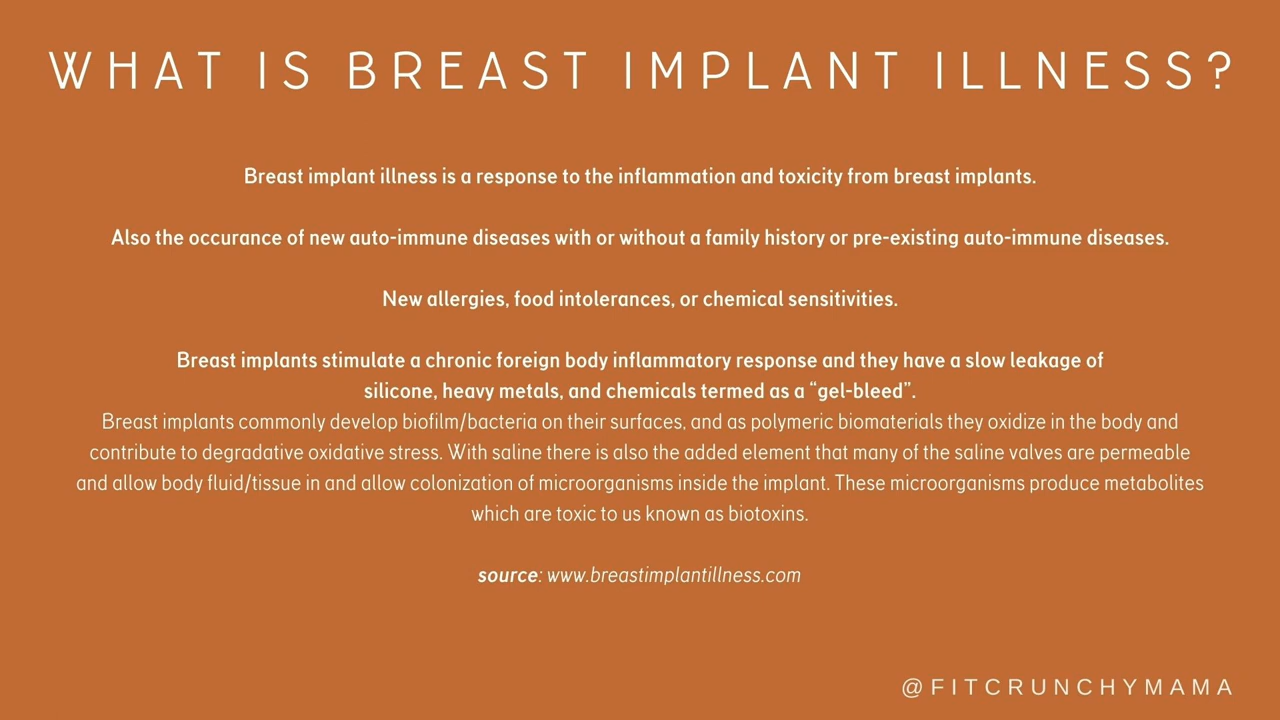 WHAT IS BREAST IMPLANT ILLNESS?
Breast implant illness is a response to the inflammation and toxicity from breast implants.
Also the occurance of new auto-immune diseases with or without a family history or pre-existing auto-immune diseases.
New allergies, food intolerances, or chemical sensitivities.
Breast implants stimulate a chronic foreign body inflammatory response and they have a slow leakage of
silicone, heavy metals, and chemicals termed as a “gel-bleed”.
Breast implants commonly develop biofilm/bacteria on their surfaces, and as polymeric biomaterials they oxidize in the body and
contribute to degradative oxidative stress. With saline there is also the added element that many of the saline valves are permeable
and allow body fluid/tissue in and allow colonization of microorganisms inside the implant. These microorganisms produce metabolites
which are toxic to us known as biotoxins.
source: www.breastimplantillness.com
@FITCRUNCHYMAMA